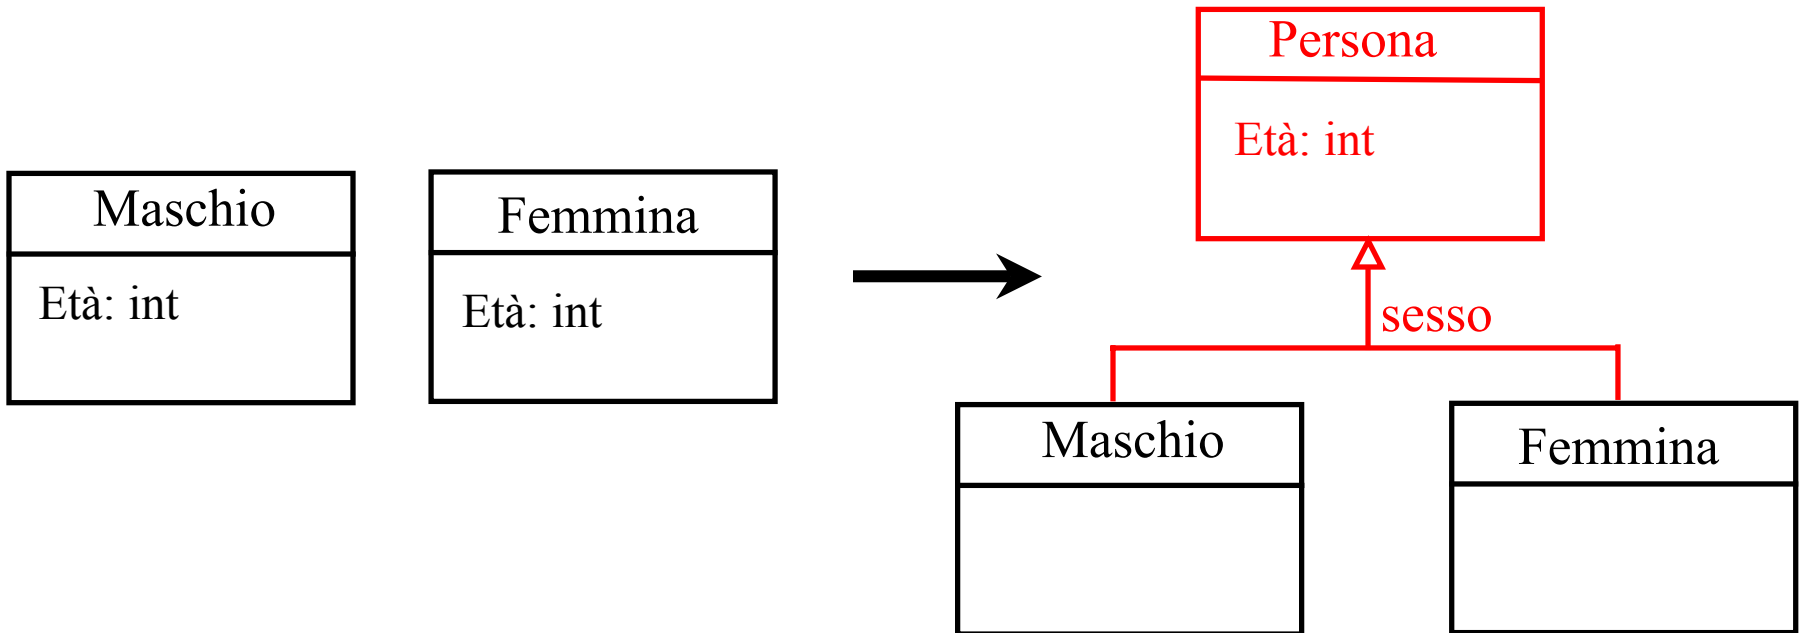 Maschio
Età: int
Femmina
Età: int
Persona
Età: int
sesso
Maschio
Femmina